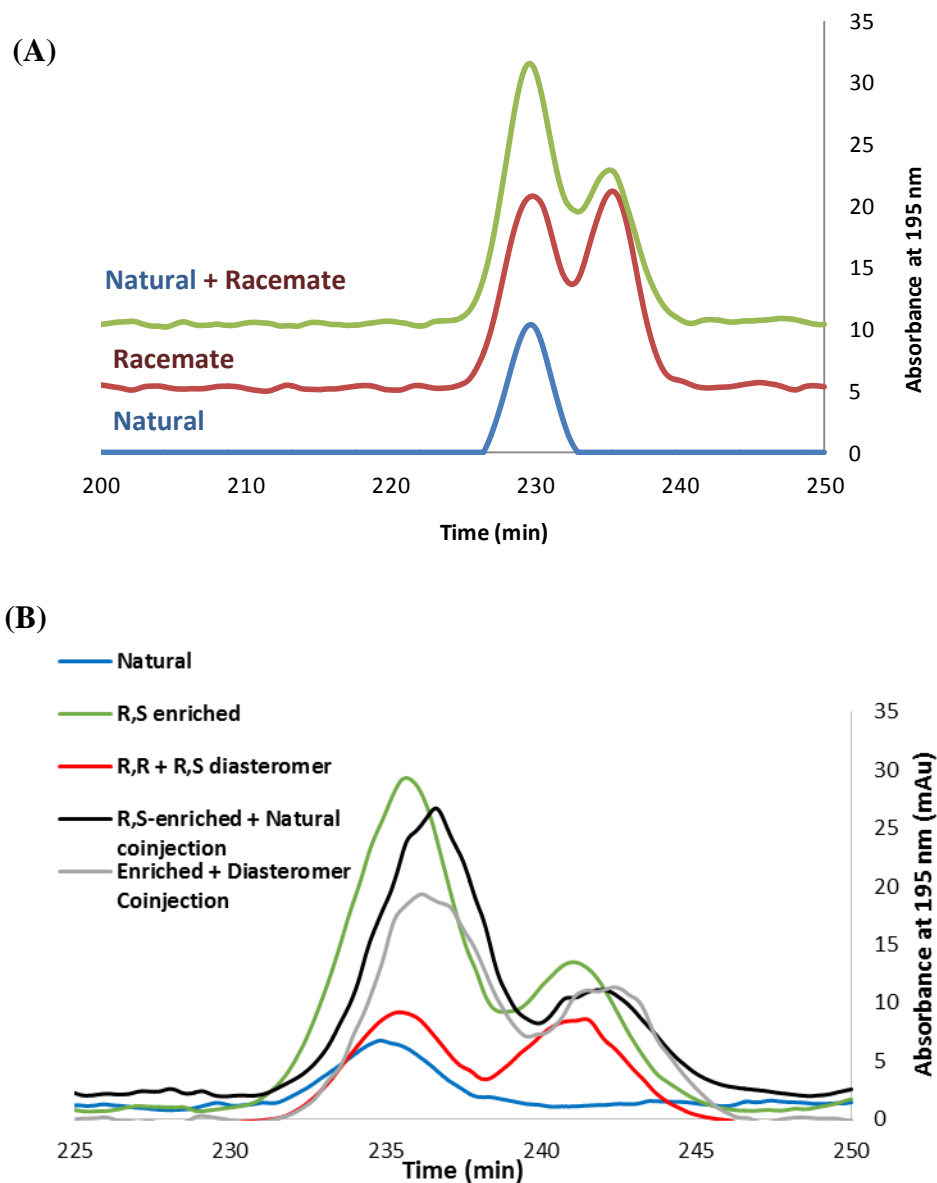 (A)
35
30
25
20
15
10
5
0
Absorbance at 195 nm
Natural + Racemate
Racemate
Natural
200 210 220 230 240 250
Time (min)
(B)
Natural
R,S enriched
R,R + R,S diasteromer
R,S-enriched + Natural
coinjection
Enriched + Diasteromer
Coinjection
35
30
25
20
15
10
5
0
Absorbance at 195 nm (mAu)
225 230 235 240 245 250
Time (min)